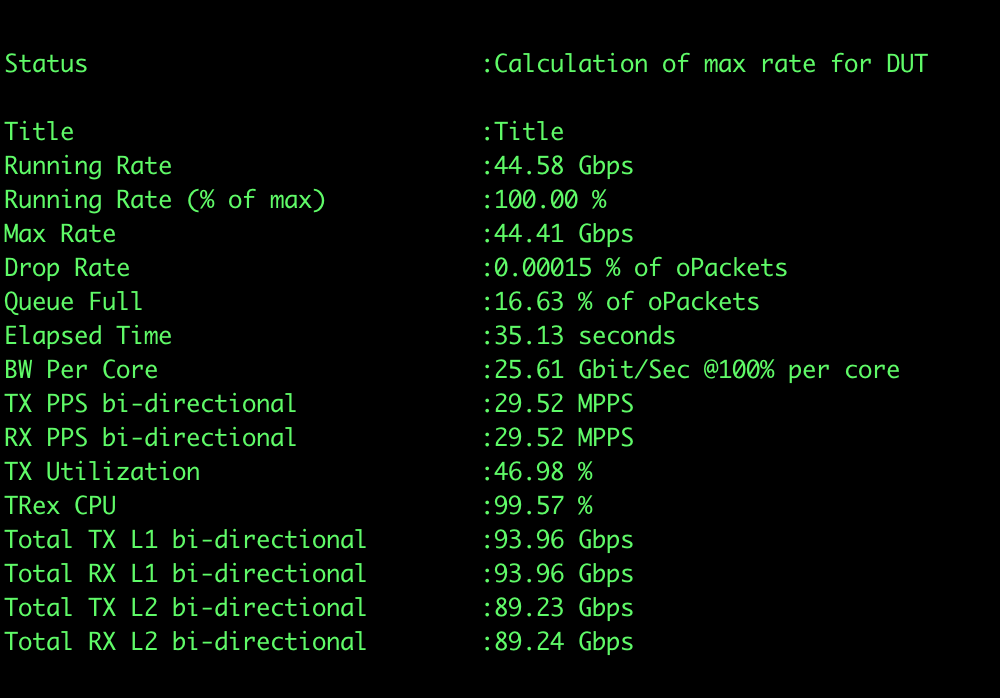 Status :Calculation of max rate for DUT
Title :Title
Running Rate :44.58 Gbps
Running Rate (% of max) :100.00 %
Max Rate :44.41 Gbps
Drop Rate :0.00015 % of oPackets
Queue Full :16.63 % of oPackets
Elapsed Time :35.13 seconds
BW Per Core :25.61 Gbit/Sec @100% per core
TX PPS bi-directional :29.52 MPPS
RX PPS bi-directional :29.52 MPPS
TX Utilization :46.98 %
TRex CPU :99.57 %
Total TX L1 bi-directional :93.96 Gbps
Total RX L1 bi-directional :93.96 Gbps
Total TX L2 bi-directional :89.23 Gbps
Total RX L2 bi-directional :89.24 Gbps